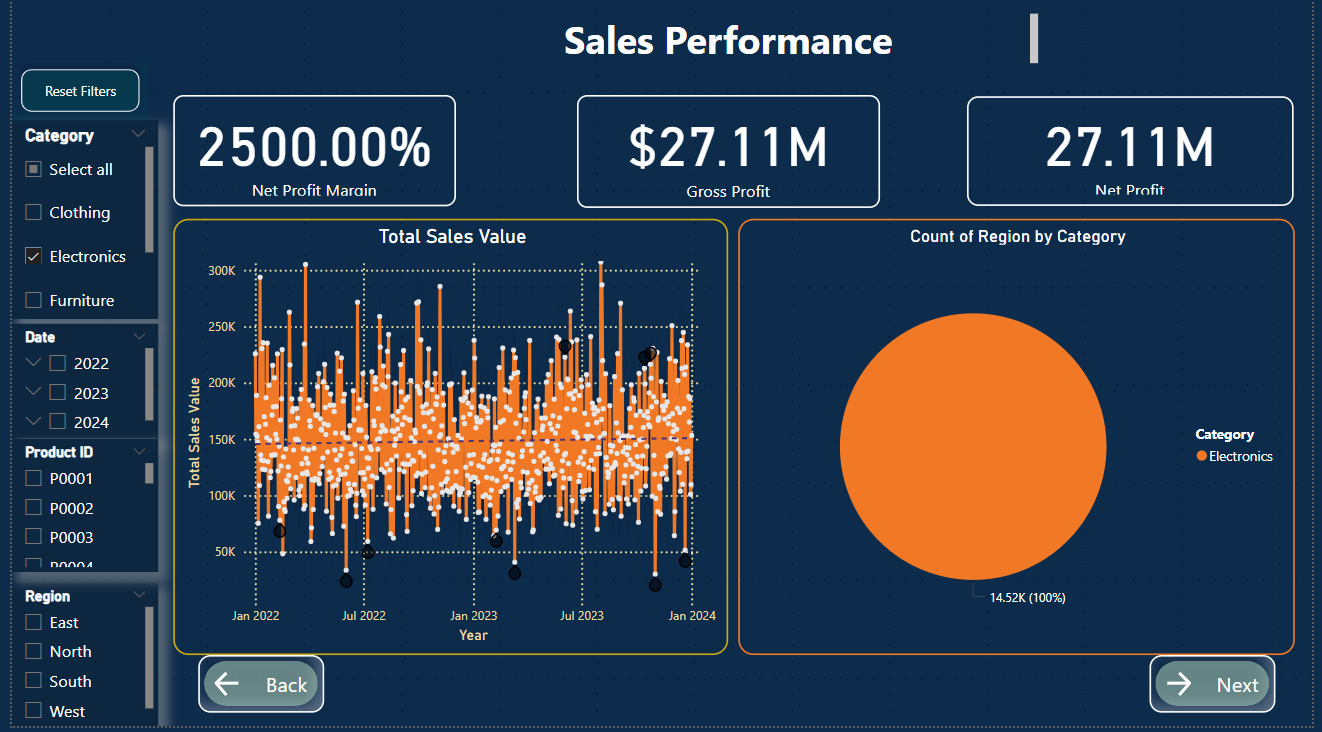 Sales Performance
Reset Filters
Category
Select all
Clothing
Electronics
Furniture
Date
2022
2023
2024
Product ID
P0001
P0002
P0003
P0004
Region
East
North
South
West
2500.00%
Net Profit Margin
$27.11M
Gross Profit
27.11M
Net Profit
Total Sales Value
300K
250K
200K
150K
100K
50K
Total Sales Value
Jan 2022
Jul 2022
Jan 2023
Jul 2023
Jan 2024
Year
Count of Region by Category
Category
Electronics
14.52K (100%)
Back
Next